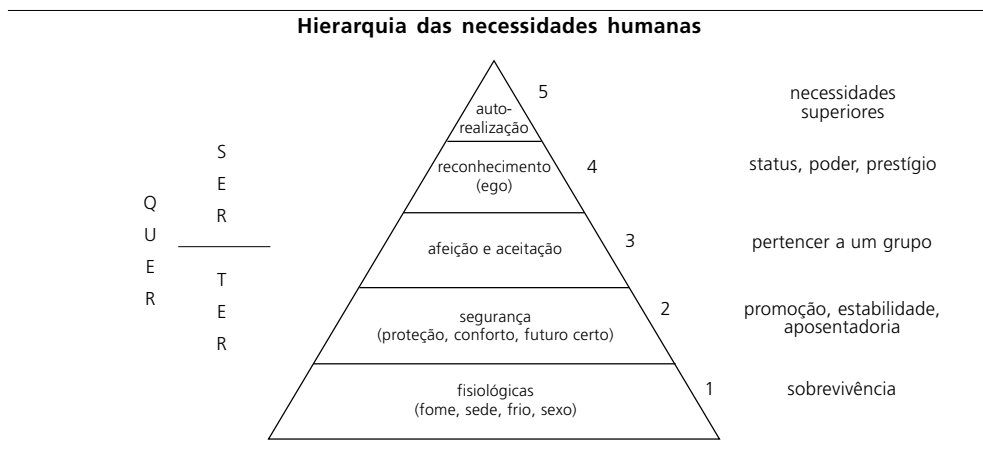 Hierarquia das necessidades humanas
5
auto-
realização
necessidades
superiores
reconhecimento
(ego)
4
status, poder, prestígio
afeição e aceitação
3
pertencer a um grupo
segurança
(proteção, conforto, futuro certo)
2
promoção, estabilidade,
aposentadoria
fisiológicas
(fome, sede, frio, sexo)
1
sobrevivência
Q
U
E
R
S
E
R
T
E
R